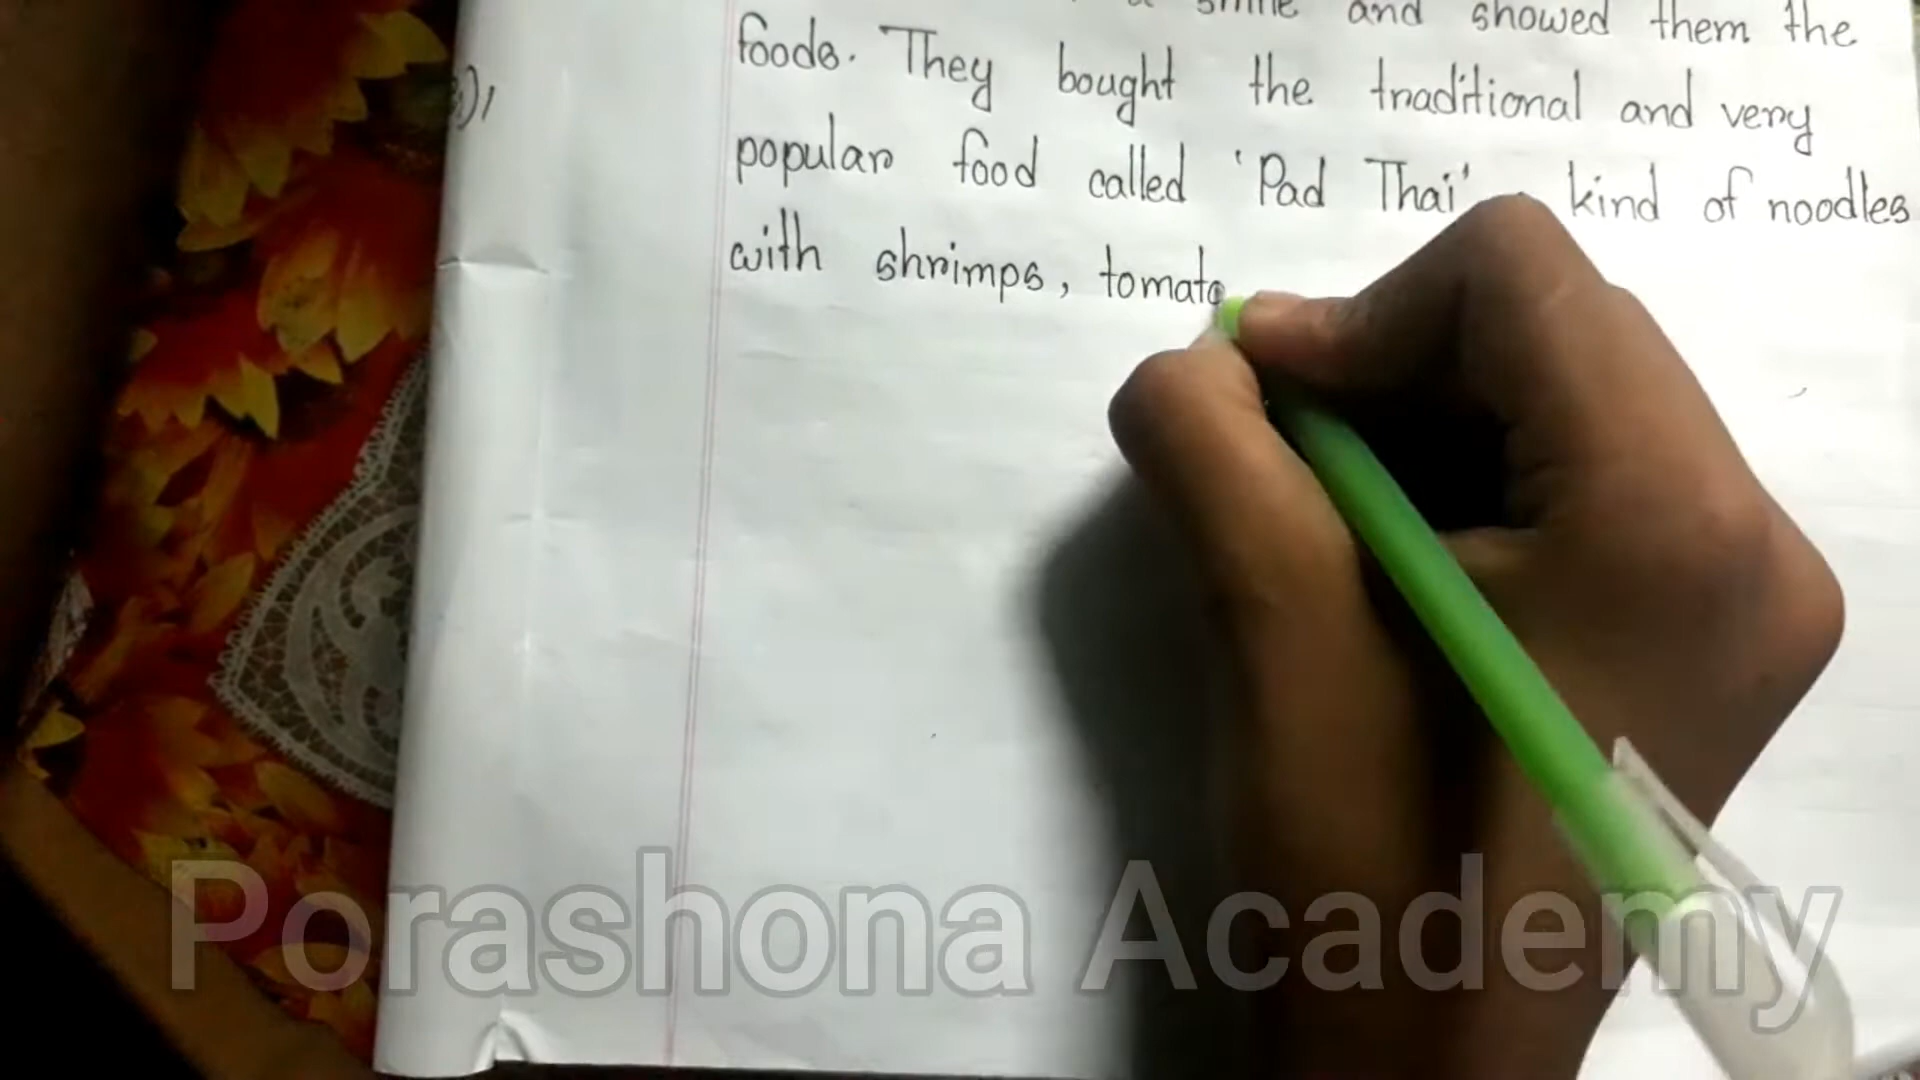 smile and showed them the
foods. They bought the traditional and very
popular food called 'Pad Thai' kind of noodles
with shrimps, tomato
Porashona Academy